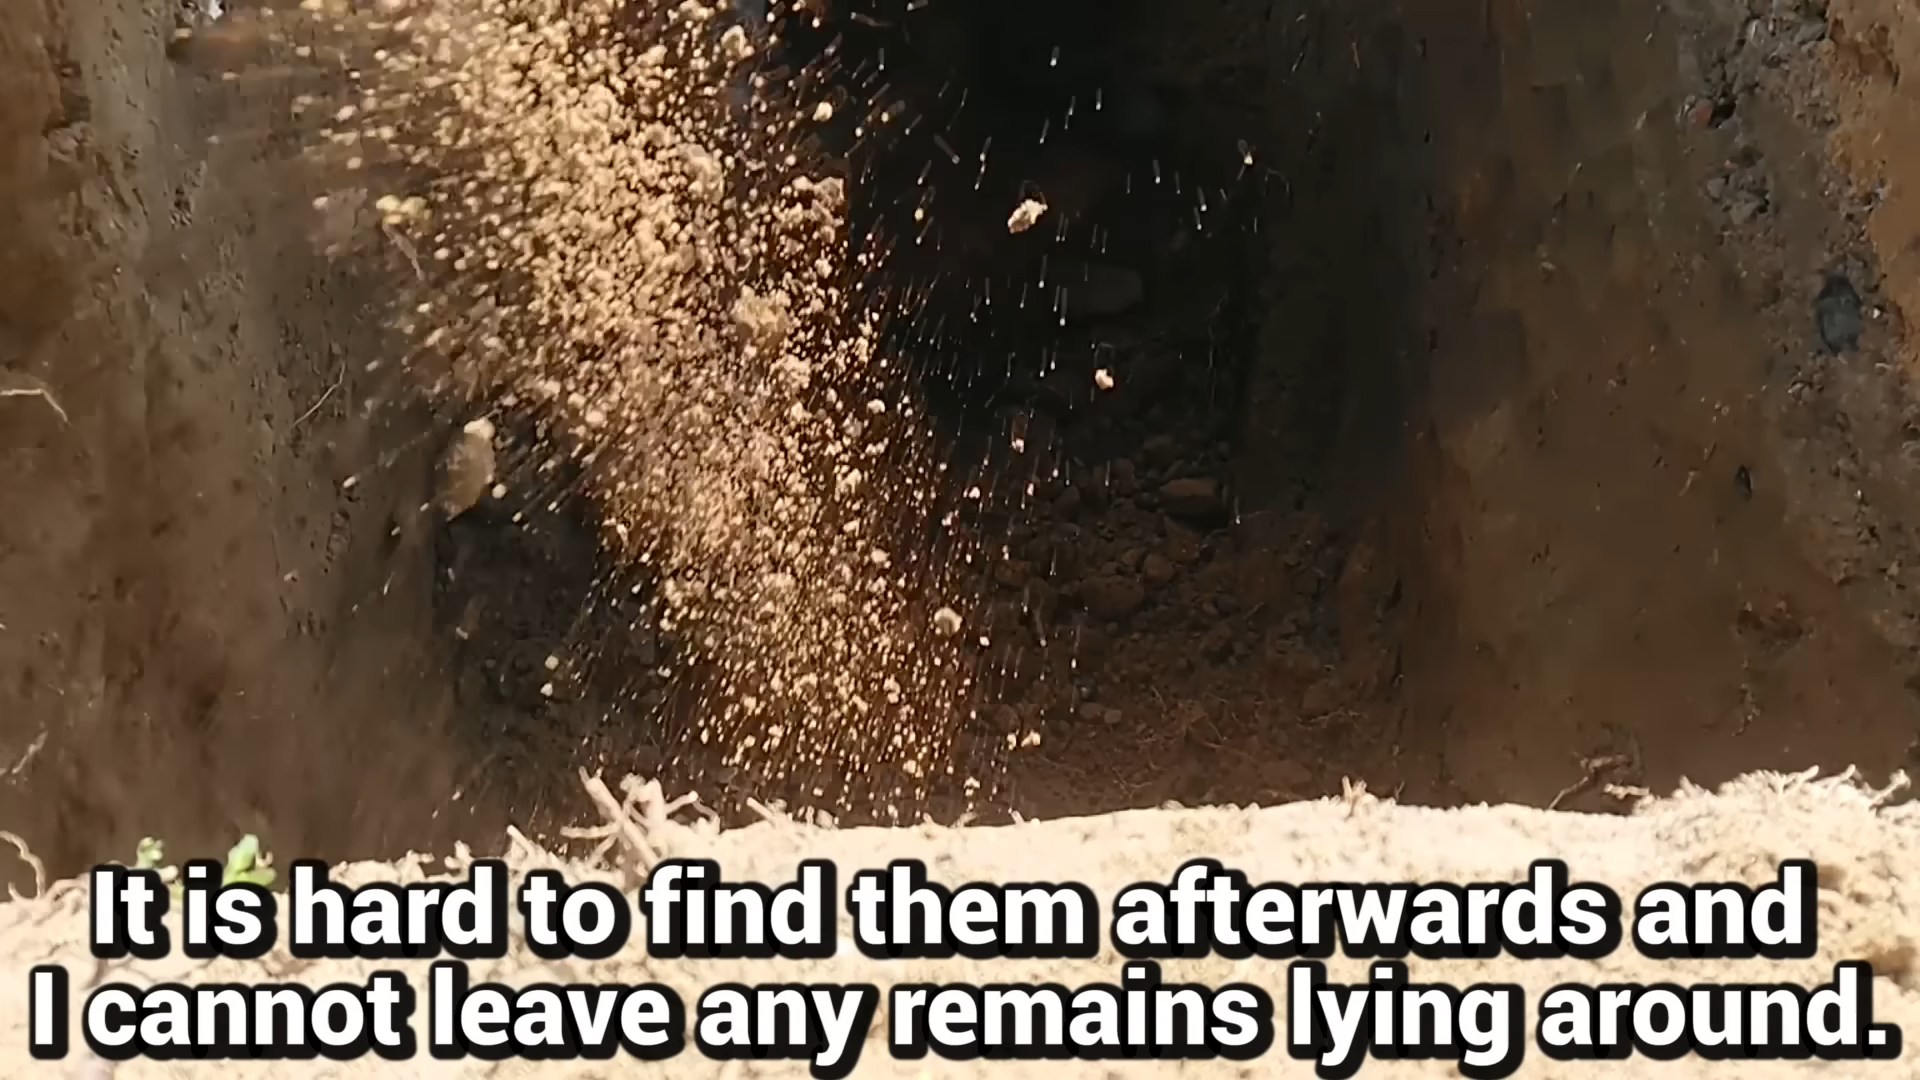 It is hard to find them afterwards and
I cannot leave any remains lying around.